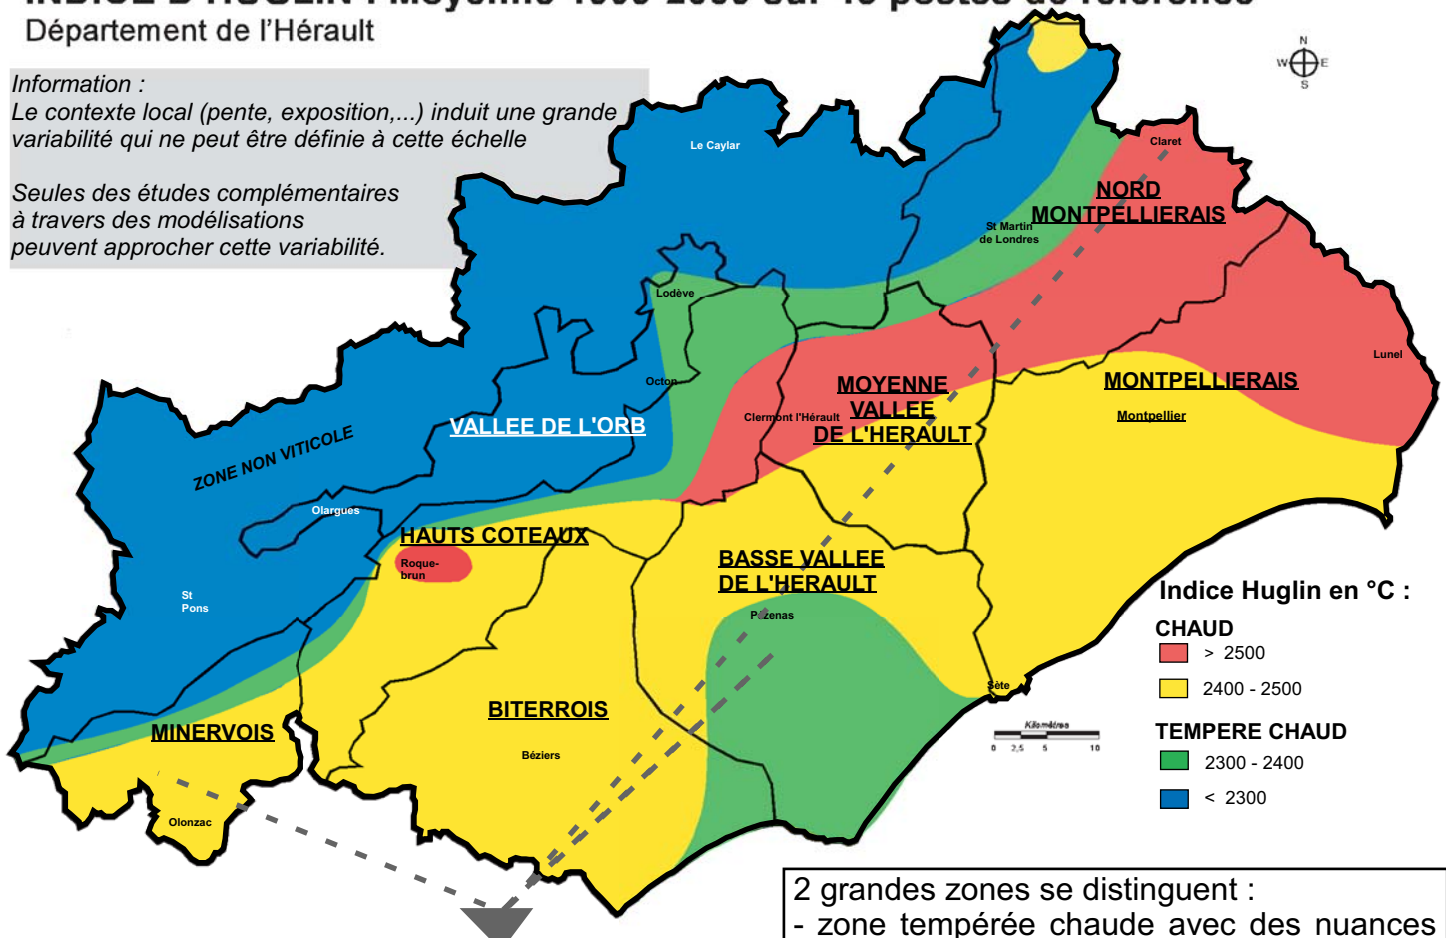 Département de l'Hérault
Information :
Le contexte local (pente, exposition,...) induit une grande
variabilité qui ne peut être définie à cette échelle
Seules des études complémentaires
à travers des modélisations
peuvent approcher cette variabilité.
N
W E
S
Le Caylar
Claret
NORD
MONTPELLIERAIS
St Martin
de Londres
Lodève
Lunel
Octon
MOYENNE
VALLEE
DE L'HERAULT
MONTPELLIERAIS
Clermont l'Hérault
Montpellier
VALLEE DE L'ORB
ZONE NON VITICOLE
Olargues
HAUTS COTEAUX
Roque-
brun
BASSE VALLEE
DE L'HERAULT
St
Pons
Pézenas
Sète
BITERROIS
MINERVOIS
Béziers
Olonzac
Indice Huglin en °C :
CHAUD
> 2500
2400 - 2500
TEMPERE CHAUD
2300 - 2400
< 2300
Kilomètres
0 2,5 5 10
2 grandes zones se distinguent :
- zone tempérée chaude avec des nuances